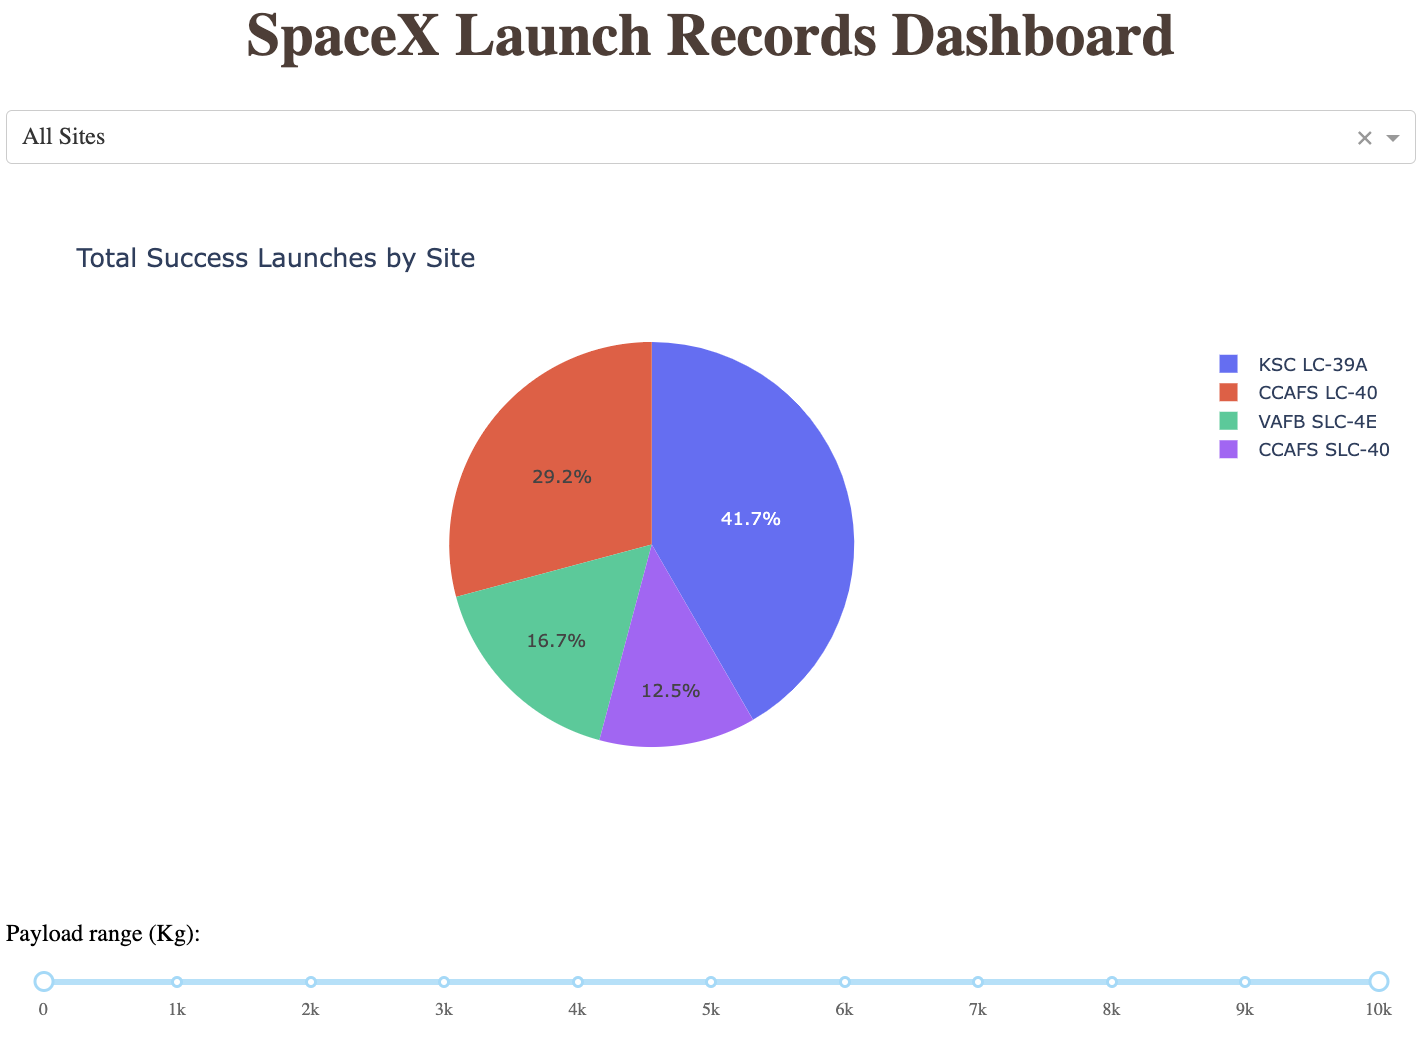 SpaceX Launch Records Dashboard
All Sites
Total Success Launches by Site
KSC LC-39A
CCAFS LC-40
VAFB SLC-4E
CCAFS SLC-40
29.2%
41.7%
16.7%
12.5%
Payload range (Kg):
0 1k 2k 3k 4k 5k 6k 7k 8k 9k 10k